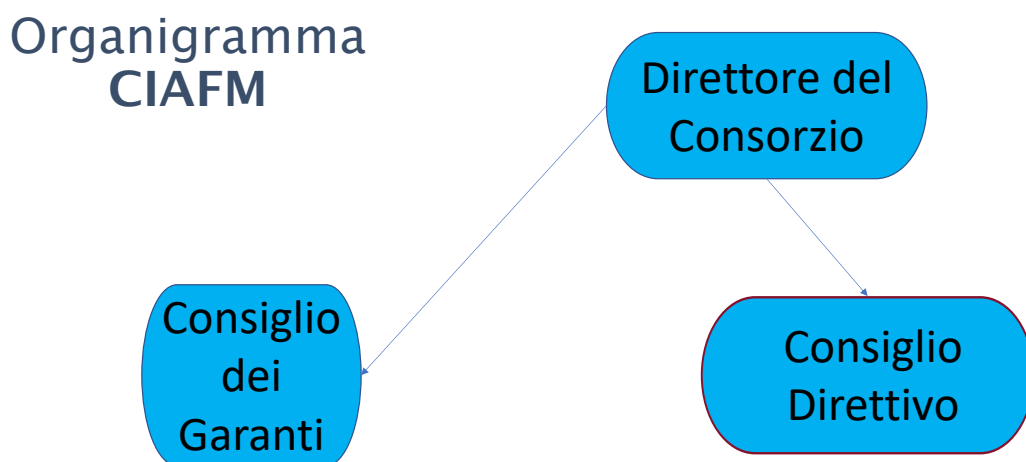 Organigramma
CIAFM
Direttore del
Consorzio
Consiglio
dei
Garanti
Consiglio
Direttivo